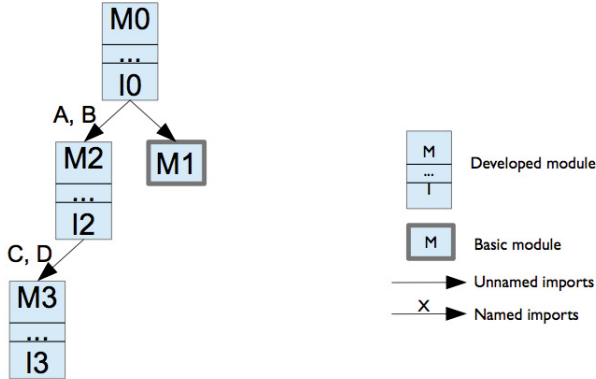 M0
...
I0
A, B
M2
...
I2
M1
C, D
M3
...
I3
M
...
I
Developed module
M
Basic module
Unnamed imports
X
Named imports